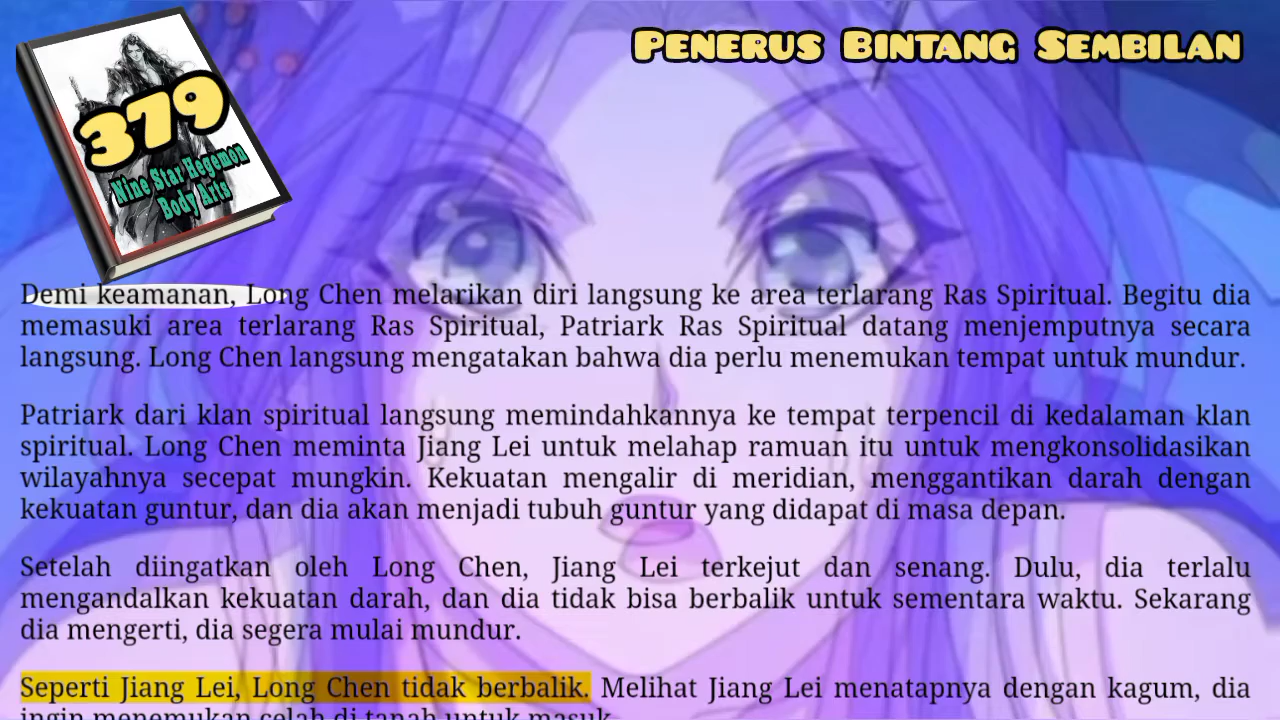 PENERUS BINTANG SEMBILAN
379
Nine Star Hegemon
Body Arts
Demi keamanan, Long Chen melarikan diri langsung ke area terlarang Ras Spiritual. Begitu dia
memasuki area terlarang Ras Spiritual, Patriark Ras Spiritual datang menjemputnya secara
langsung. Long Chen langsung mengatakan bahwa dia perlu menemukan tempat untuk mundur.
Patriark dari klan spiritual langsung memindahkannya ke tempat terpencil di kedalaman klan
spiritual. Long Chen meminta Jiang Lei untuk melahap ramuan itu untuk mengkonsolidasikan
wilayahnya secepat mungkin. Kekuatan mengalir di meridian, menggantikan darah dengan
kekuatan guntur, dan dia akan menjadi tubuh guntur yang didapat di masa depan.
Setelah diingatkan oleh Long Chen, Jiang Lei terkejut dan senang. Dulu, dia terlalu
mengandalkan kekuatan darah, dan dia tidak bisa berbalik untuk sementara waktu. Sekarang
dia mengerti, dia segera mulai mundur.
Seperti Jiang Lei, Long Chen tidak berbalik. Melihat Jiang Lei menatapnya dengan kagum, dia
ingin menemukan celah di tanah untuk masuk.